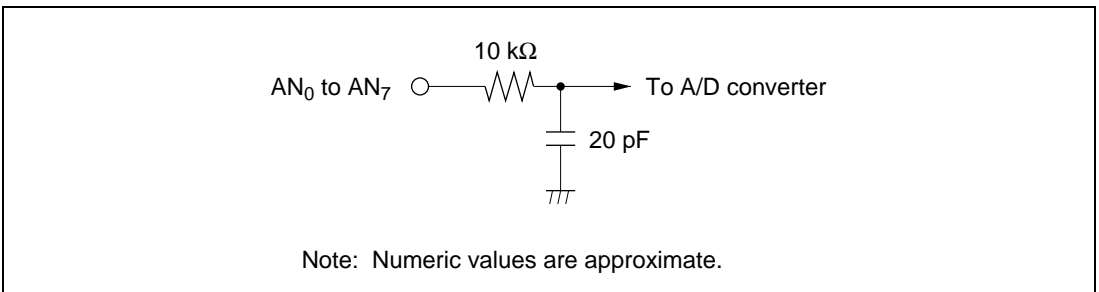 10 kΩ
AN₀ to AN₇ To A/D converter
20 pF
Note: Numeric values are approximate.